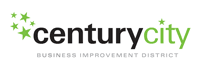 centurycity
BUSINESS IMPROVEMENT DISTRICT